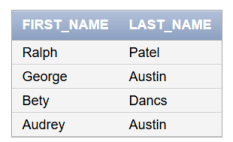 FIRST_NAME LAST_NAME
Ralph Patel
George Austin
Bety Dancs
Audrey Austin